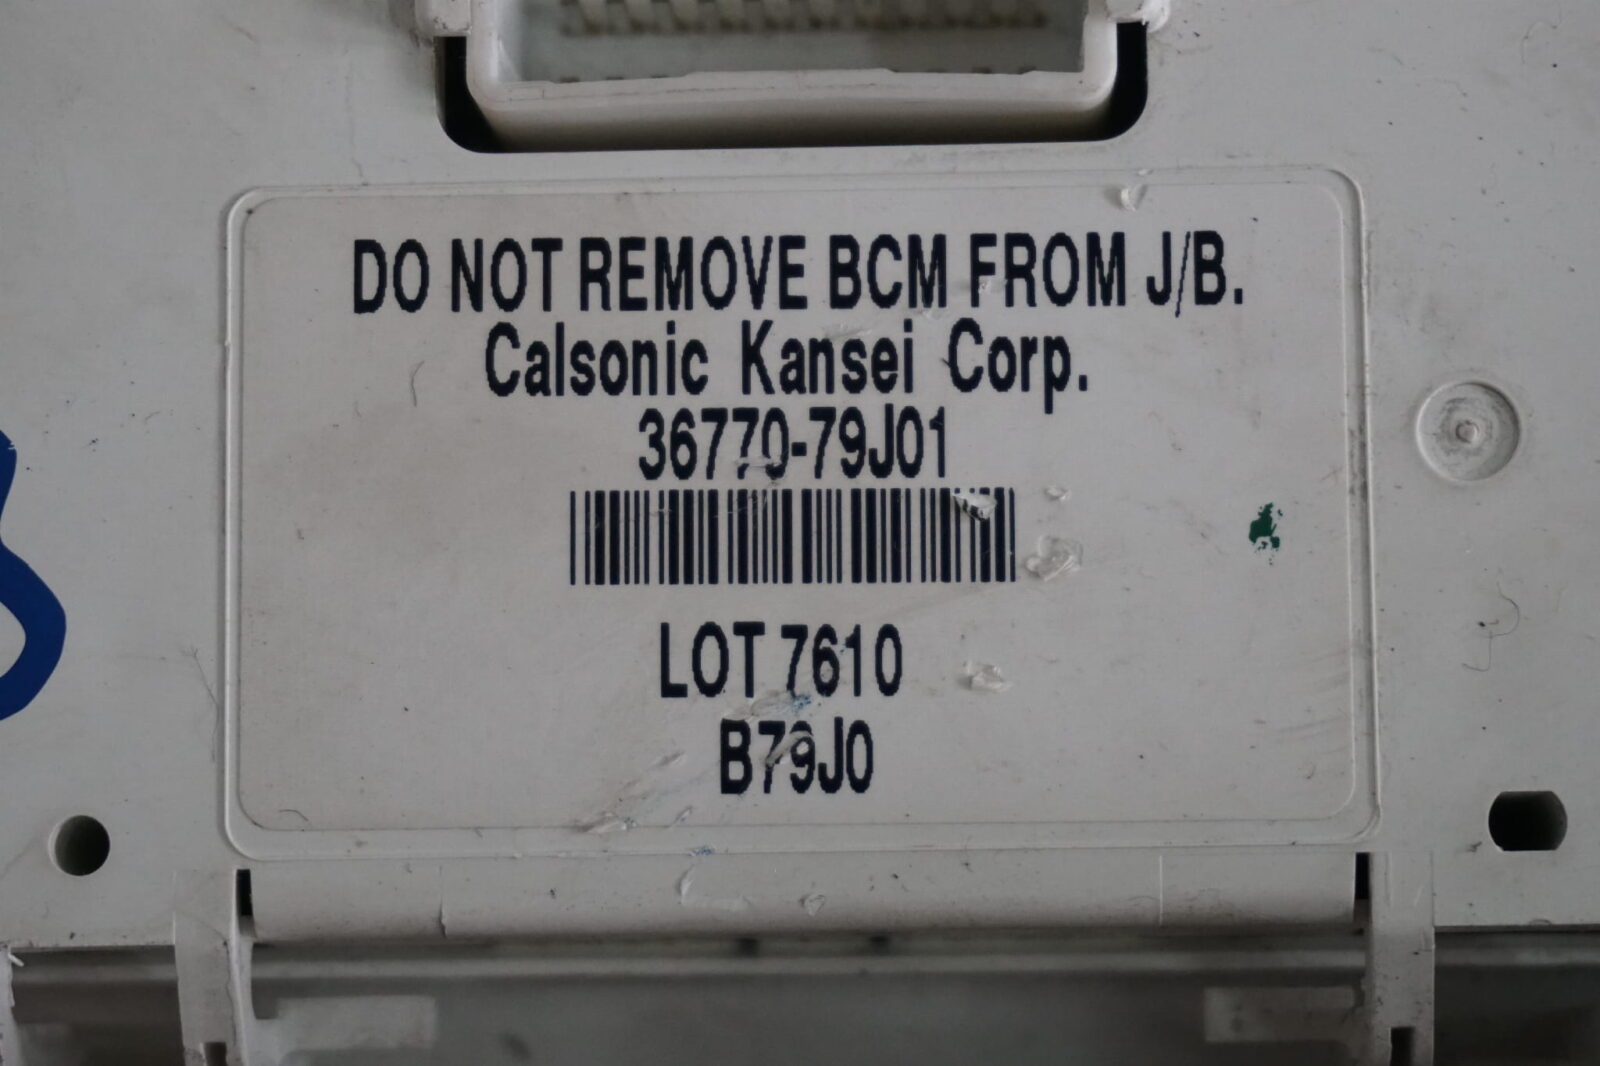 DO NOT REMOVE BCM FROM J/B.
Calsonic Kansei Corp.
36770-79J01
LOT 7610
B79J0